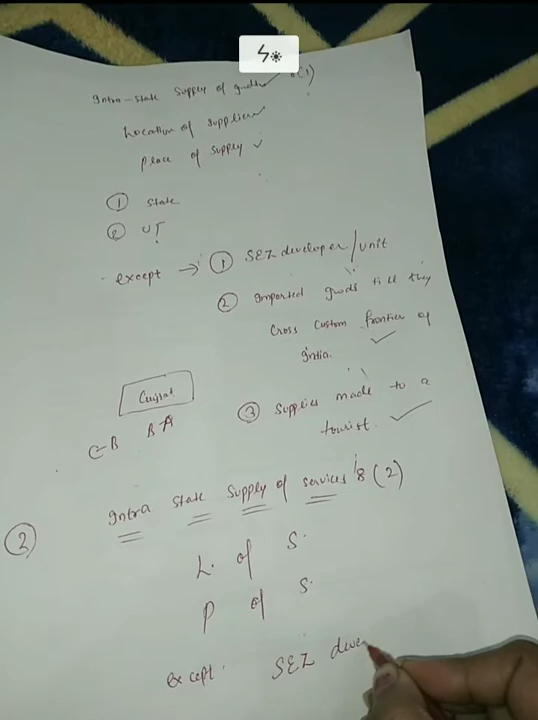 Intra-state supply of goods 8(1)
Location of supplier
Place of supply
① state
② UT
except → ① SEZ developer/unit
② Imported goods till they
cross custom frontier of
India.
③ Supplies made to a
tourist.
Gujrat
B
② Intra state supply of services 8(2)
L. of S.
P of S.
except. SEZ deve